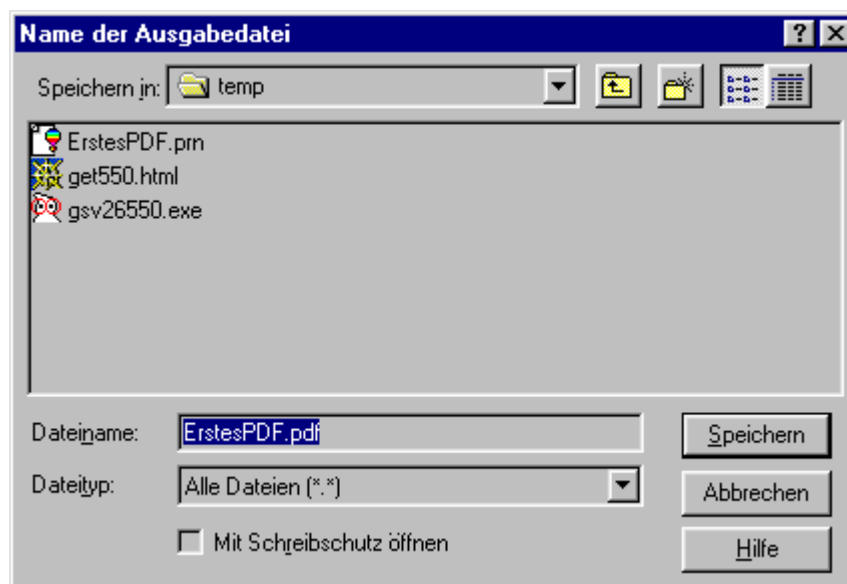 Name der Ausgabedatei
Speichern in: temp
ErstesPDF.prn
get550.html
gsv26550.exe
Dateiname: ErstesPDF.pdf Speichern
Dateityp: Alle Dateien (*.*) Abbrechen
Mit Schreibschutz öffnen Hilfe